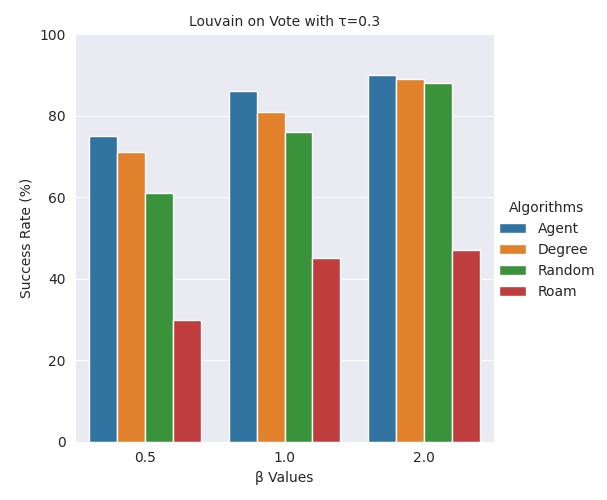 Louvain on Vote with τ=0.3
100
80
60
40
20
0
Success Rate (%)
0.5 1.0 2.0
β Values
Algorithms
Agent
Degree
Random
Roam